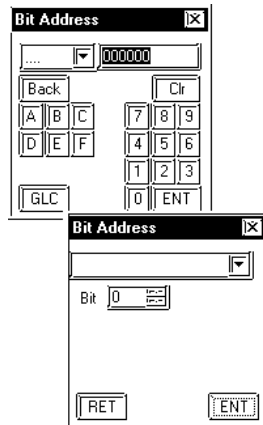 Bit Address
.... 000000
Back Clr
A B C 7 8 9
D E F 4 5 6
1 2 3
GLC 0 ENT
Bit Address
Bit 0
RET ENT